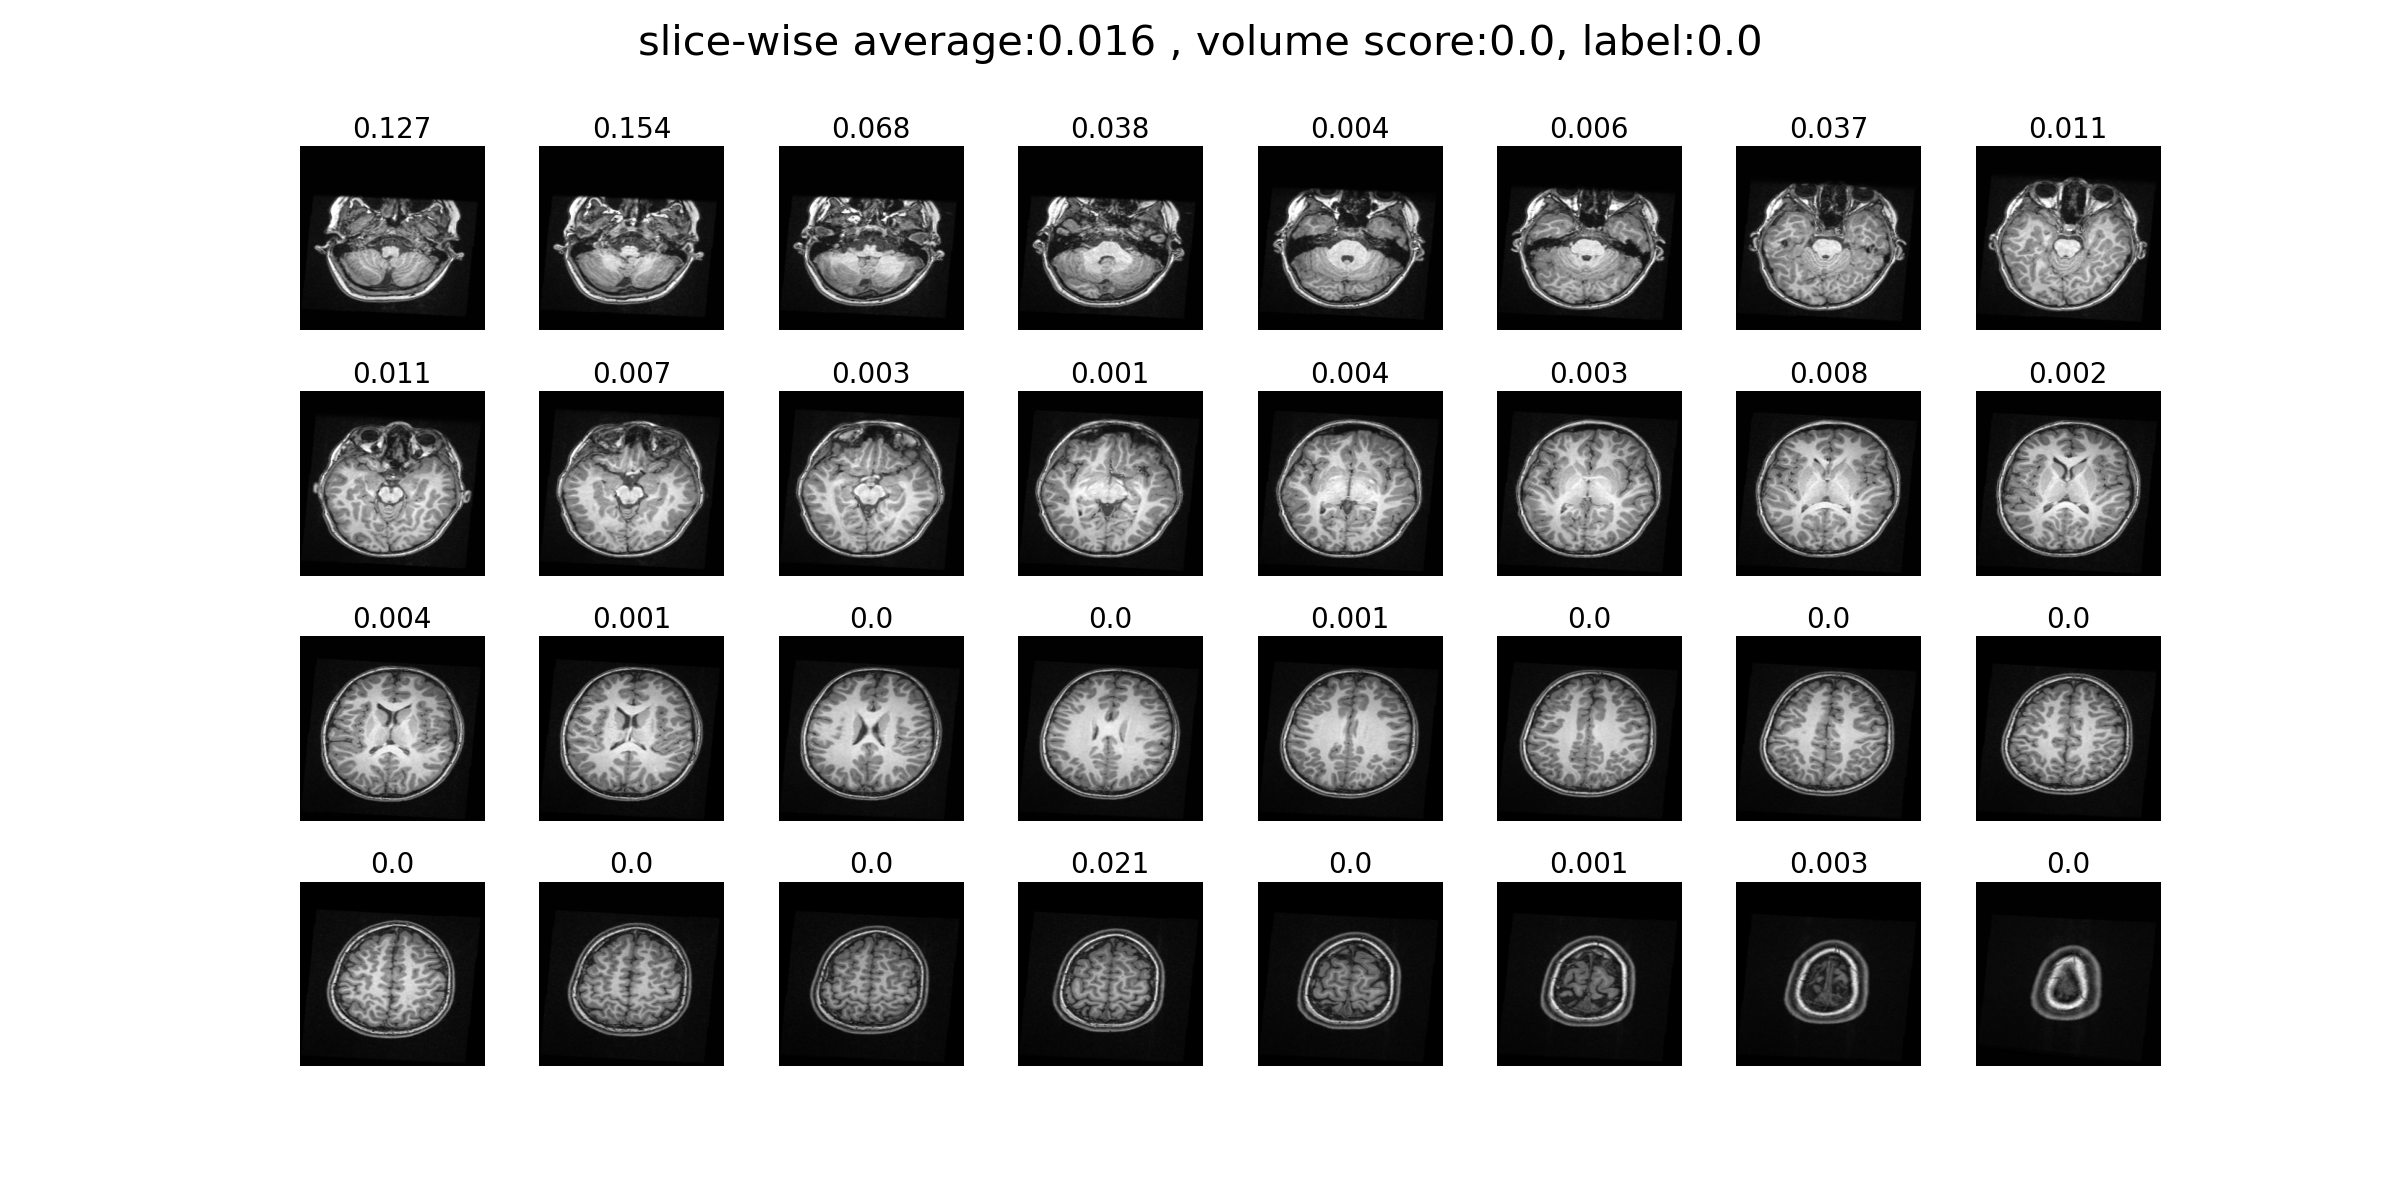 slice-wise average:0.016 , volume score:0.0, label:0.0
0.127 0.154 0.068 0.038 0.004 0.006 0.037 0.011
0.011 0.007 0.003 0.001 0.004 0.003 0.008 0.002
0.004 0.001 0.0 0.0 0.001 0.0 0.0 0.0
0.0 0.0 0.0 0.021 0.0 0.001 0.003 0.0